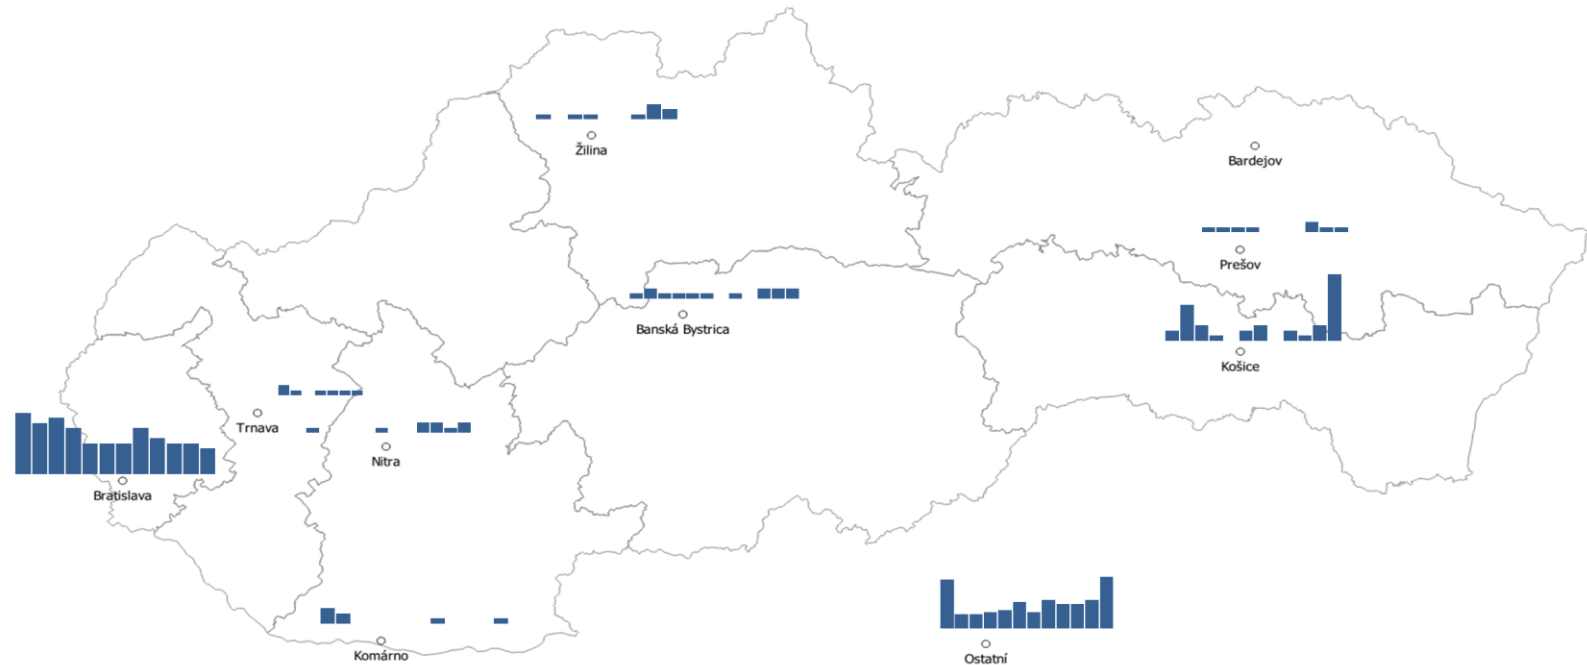 Žilina
Bardejov
Prešov
Banská Bystrica
Košice
Trnava
Nitra
Bratislava
Komárno
Ostatní